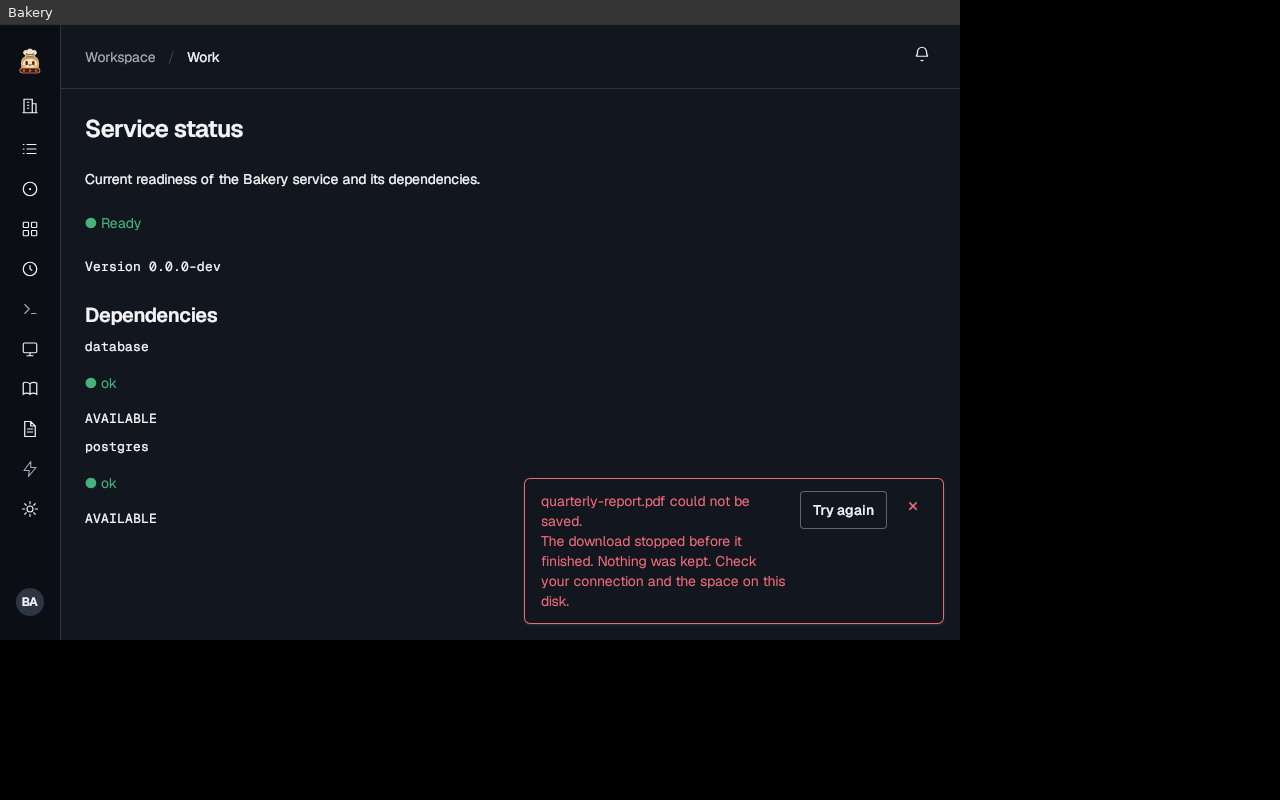 Bakery
Workspace / Work
Service status
Current readiness of the Bakery service and its dependencies.
Ready
Version 0.0.0-dev
Dependencies
database
ok
AVAILABLE
postgres
ok
AVAILABLE
quarterly-report.pdf could not be
saved.
The download stopped before it
finished. Nothing was kept. Check
your connection and the space on this
disk.
Try again
BA